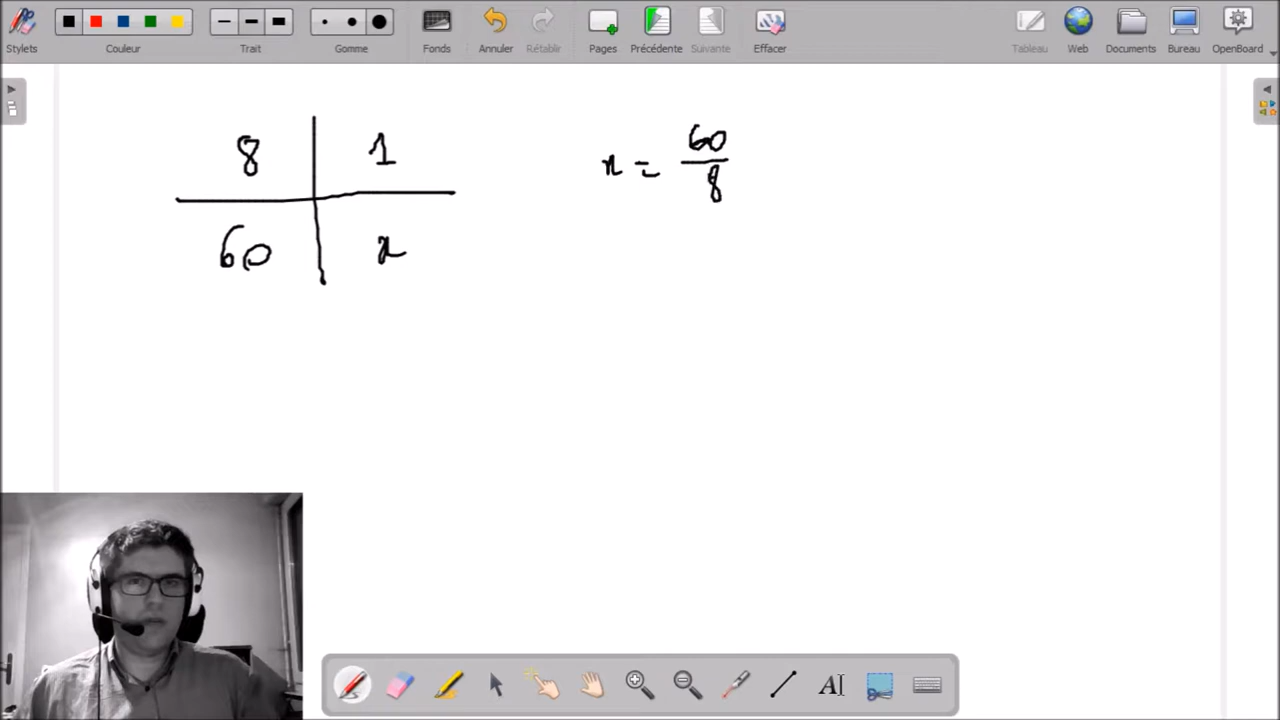 Stylets Couleur Trait Gomme Fonds Annuler Rétablir Pages Précédente Suivante Effacer Tableau Web Documents Bureau OpenBoard
8 1
60 x
x = 60/8
AI